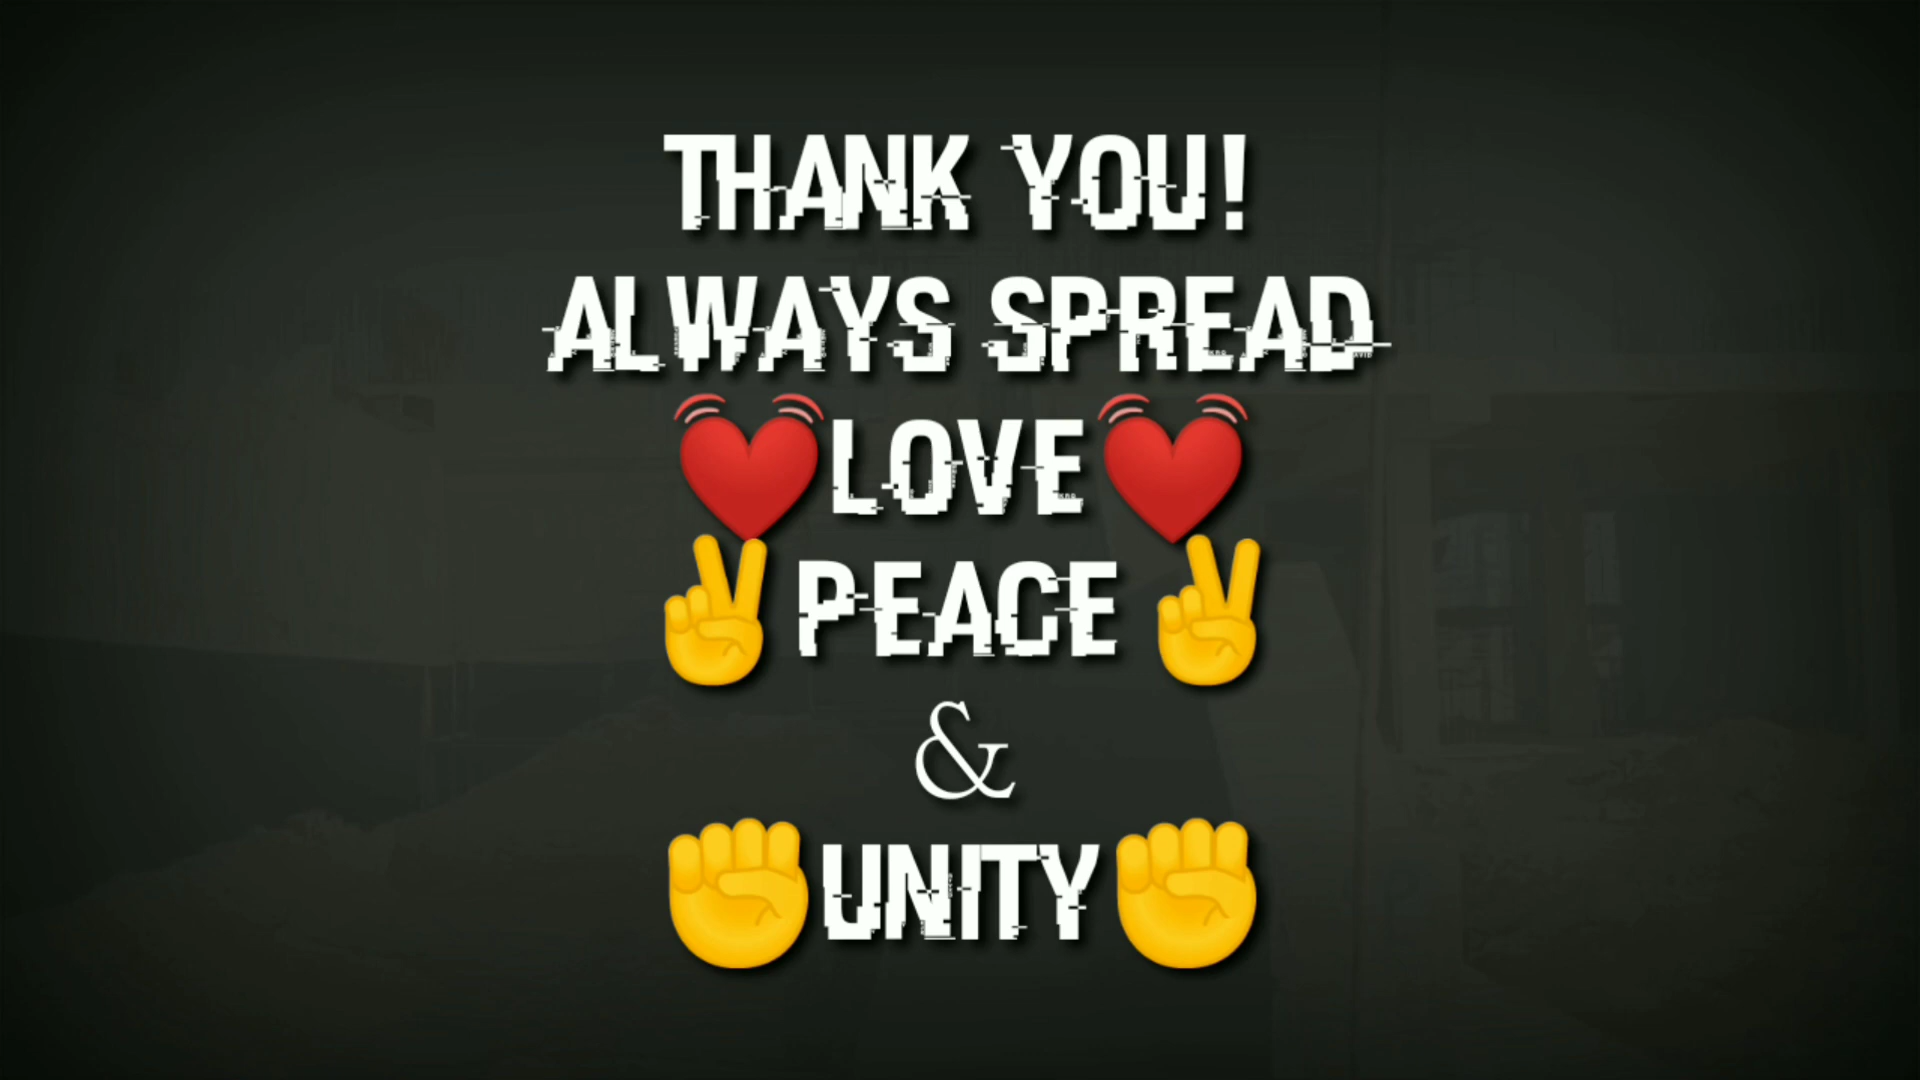 THANK YOU!
ALWAYS SPREAD
💓LOVE💓
✌️ PEACE ✌️
&
✊UNITY✊